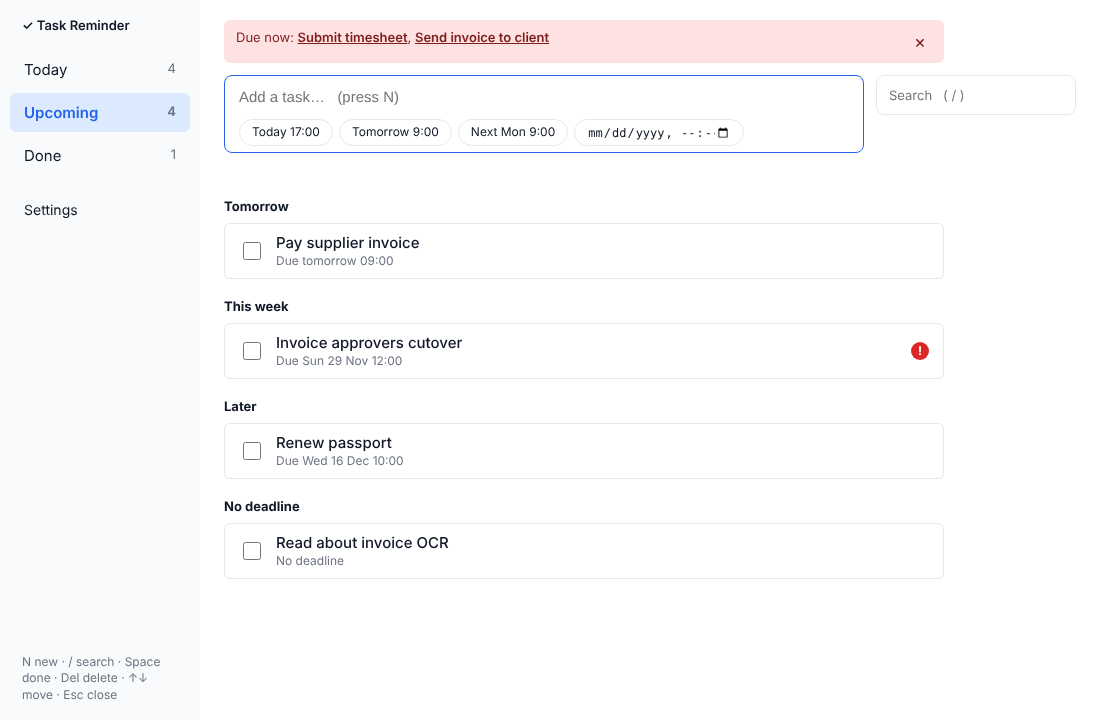 ✓ Task Reminder
Today 4
Upcoming 4
Done 1
Settings
N new · / search · Space
done · Del delete · ↑↓
move · Esc close
Due now: Submit timesheet, Send invoice to client ✕
Add a task… (press N)
Search ( / )
Today 17:00 Tomorrow 9:00 Next Mon 9:00 mm/dd/yyyy, --:--
Tomorrow
Pay supplier invoice
Due tomorrow 09:00
This week
Invoice approvers cutover
Due Sun 29 Nov 12:00
!
Later
Renew passport
Due Wed 16 Dec 10:00
No deadline
Read about invoice OCR
No deadline